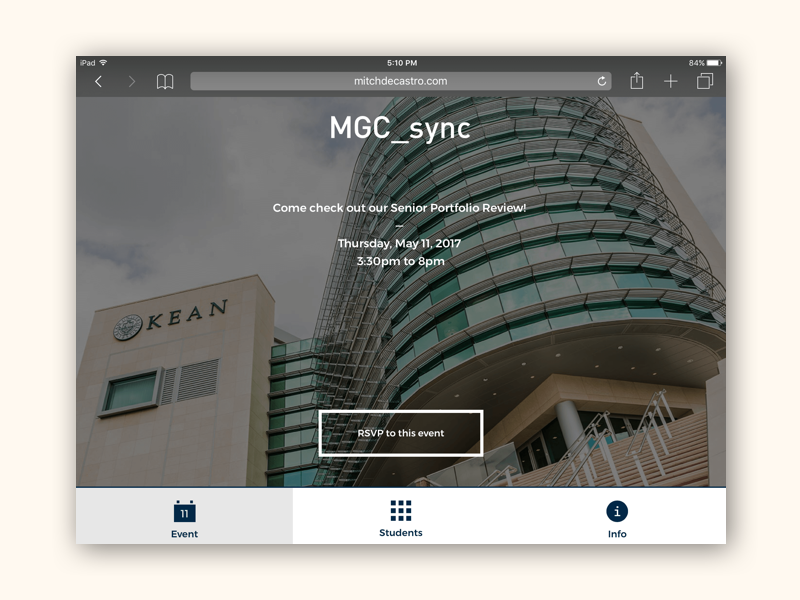 iPad
5:10 PM
84%
mitchdecastro.com
MGC_sync
Come check out our Senior Portfolio Review!
—
Thursday, May 11, 2017
3:30pm to 8pm
KEAN
RSVP to this event
11
Event
Students
i
Info